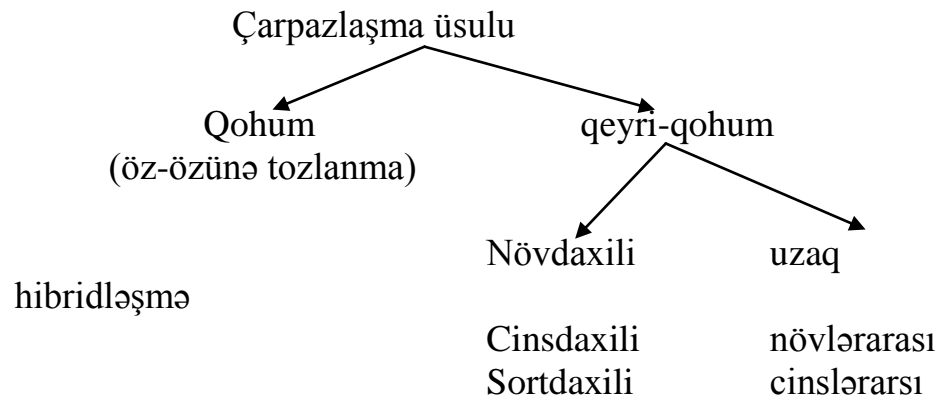 Çarpazlaşma üsulu
Qohum qeyri-qohum
(öz-özünə tozlanma)
Növdaxili uzaq
hibridləşmə
Cinsdaxili növlərarası
Sortdaxili cinslərarsı